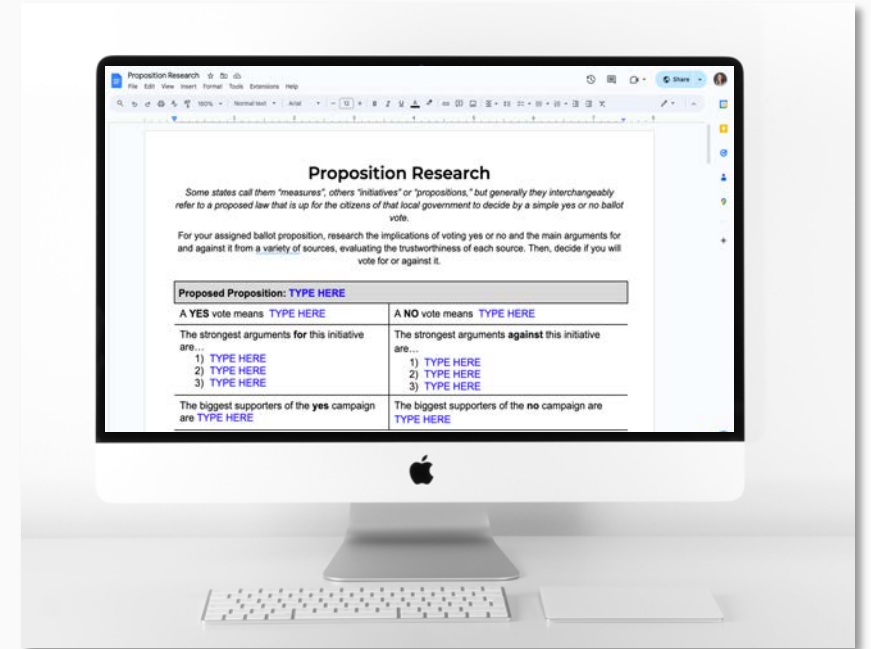 Proposition Research
File Edit View Insert Format Tools Extensions Help
Share
100%
Normal text
Arial
12
Proposition Research
Some states call them "measures", others "initiatives" or "propositions," but generally they interchangeably
refer to a proposed law that is up for the citizens of that local government to decide by a simple yes or no ballot
vote.
For your assigned ballot proposition, research the implications of voting yes or no and the main arguments for
and against it from a variety of sources, evaluating the trustworthiness of each source. Then, decide if you will
vote for or against it.
Proposed Proposition: TYPE HERE
A YES vote means TYPE HERE
A NO vote means TYPE HERE
The strongest arguments for this initiative
are...
1) TYPE HERE
2) TYPE HERE
3) TYPE HERE
The strongest arguments against this initiative
are...
1) TYPE HERE
2) TYPE HERE
3) TYPE HERE
The biggest supporters of the yes campaign
are TYPE HERE
The biggest supporters of the no campaign are
TYPE HERE